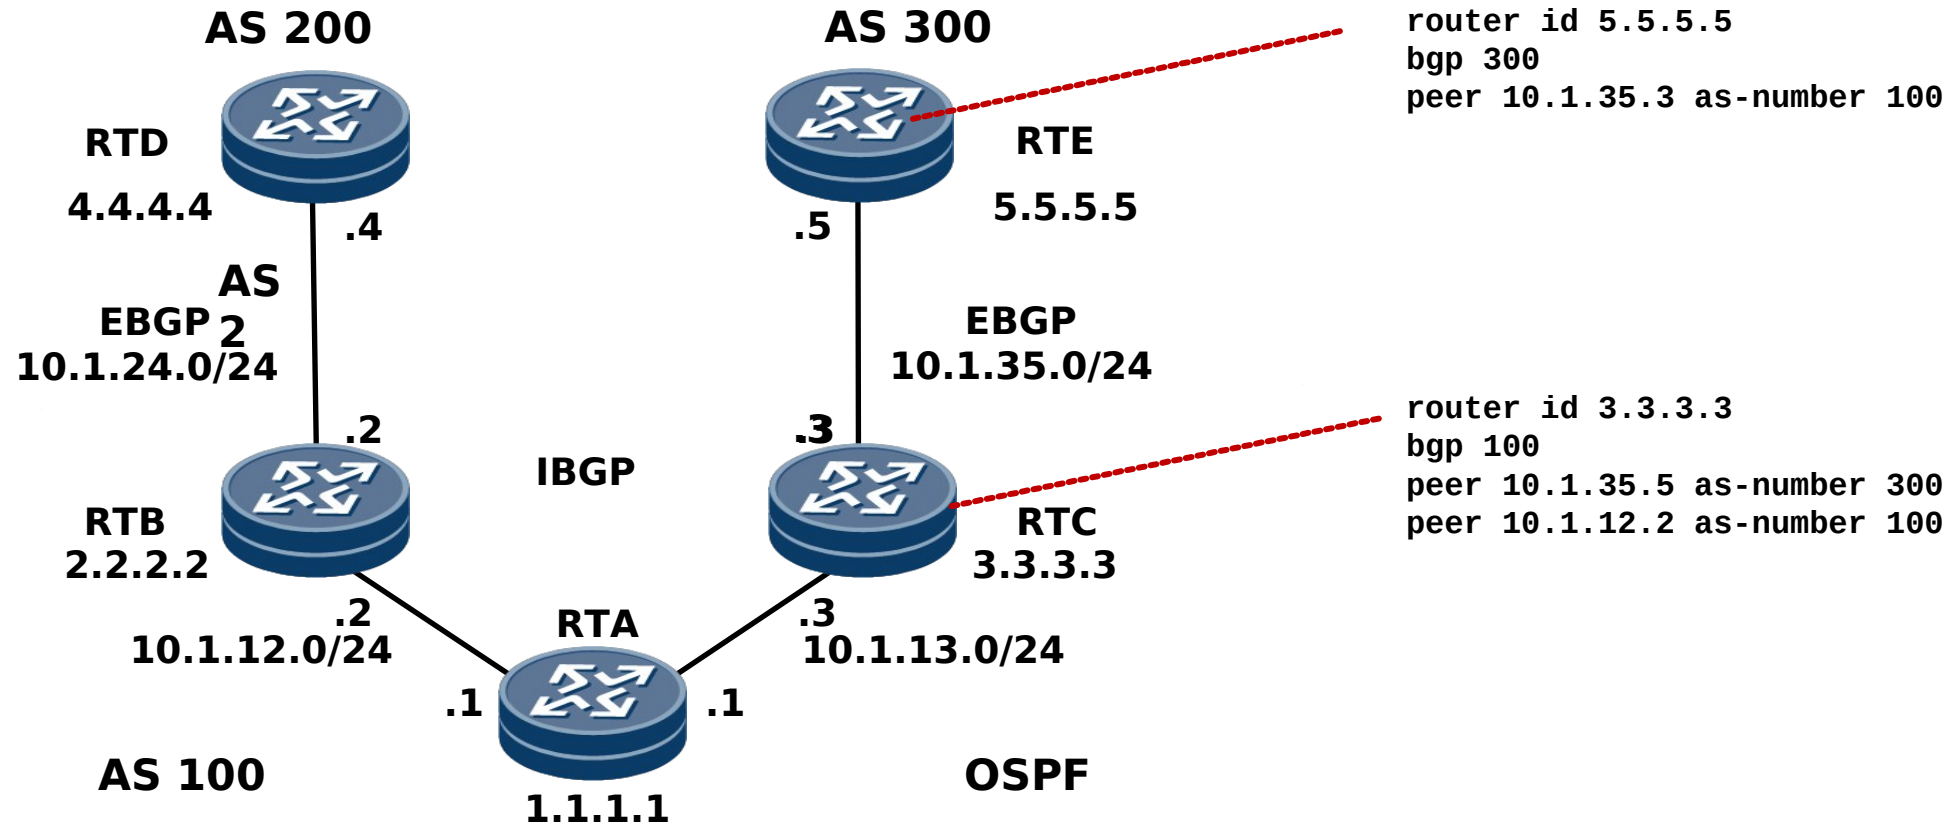 AS 200
AS 300
router id 5.5.5.5
bgp 300
peer 10.1.35.3 as-number 100
RTD
4.4.4.4
.4
RTE
5.5.5.5
.5
AS
2
EBGP
10.1.24.0/24
EBGP
10.1.35.0/24
.2
.3
IBGP
router id 3.3.3.3
bgp 100
peer 10.1.35.5 as-number 300
peer 10.1.12.2 as-number 100
RTB
2.2.2.2
RTC
3.3.3.3
.2
10.1.12.0/24
RTA
.3
10.1.13.0/24
.1
.1
AS 100
OSPF
1.1.1.1